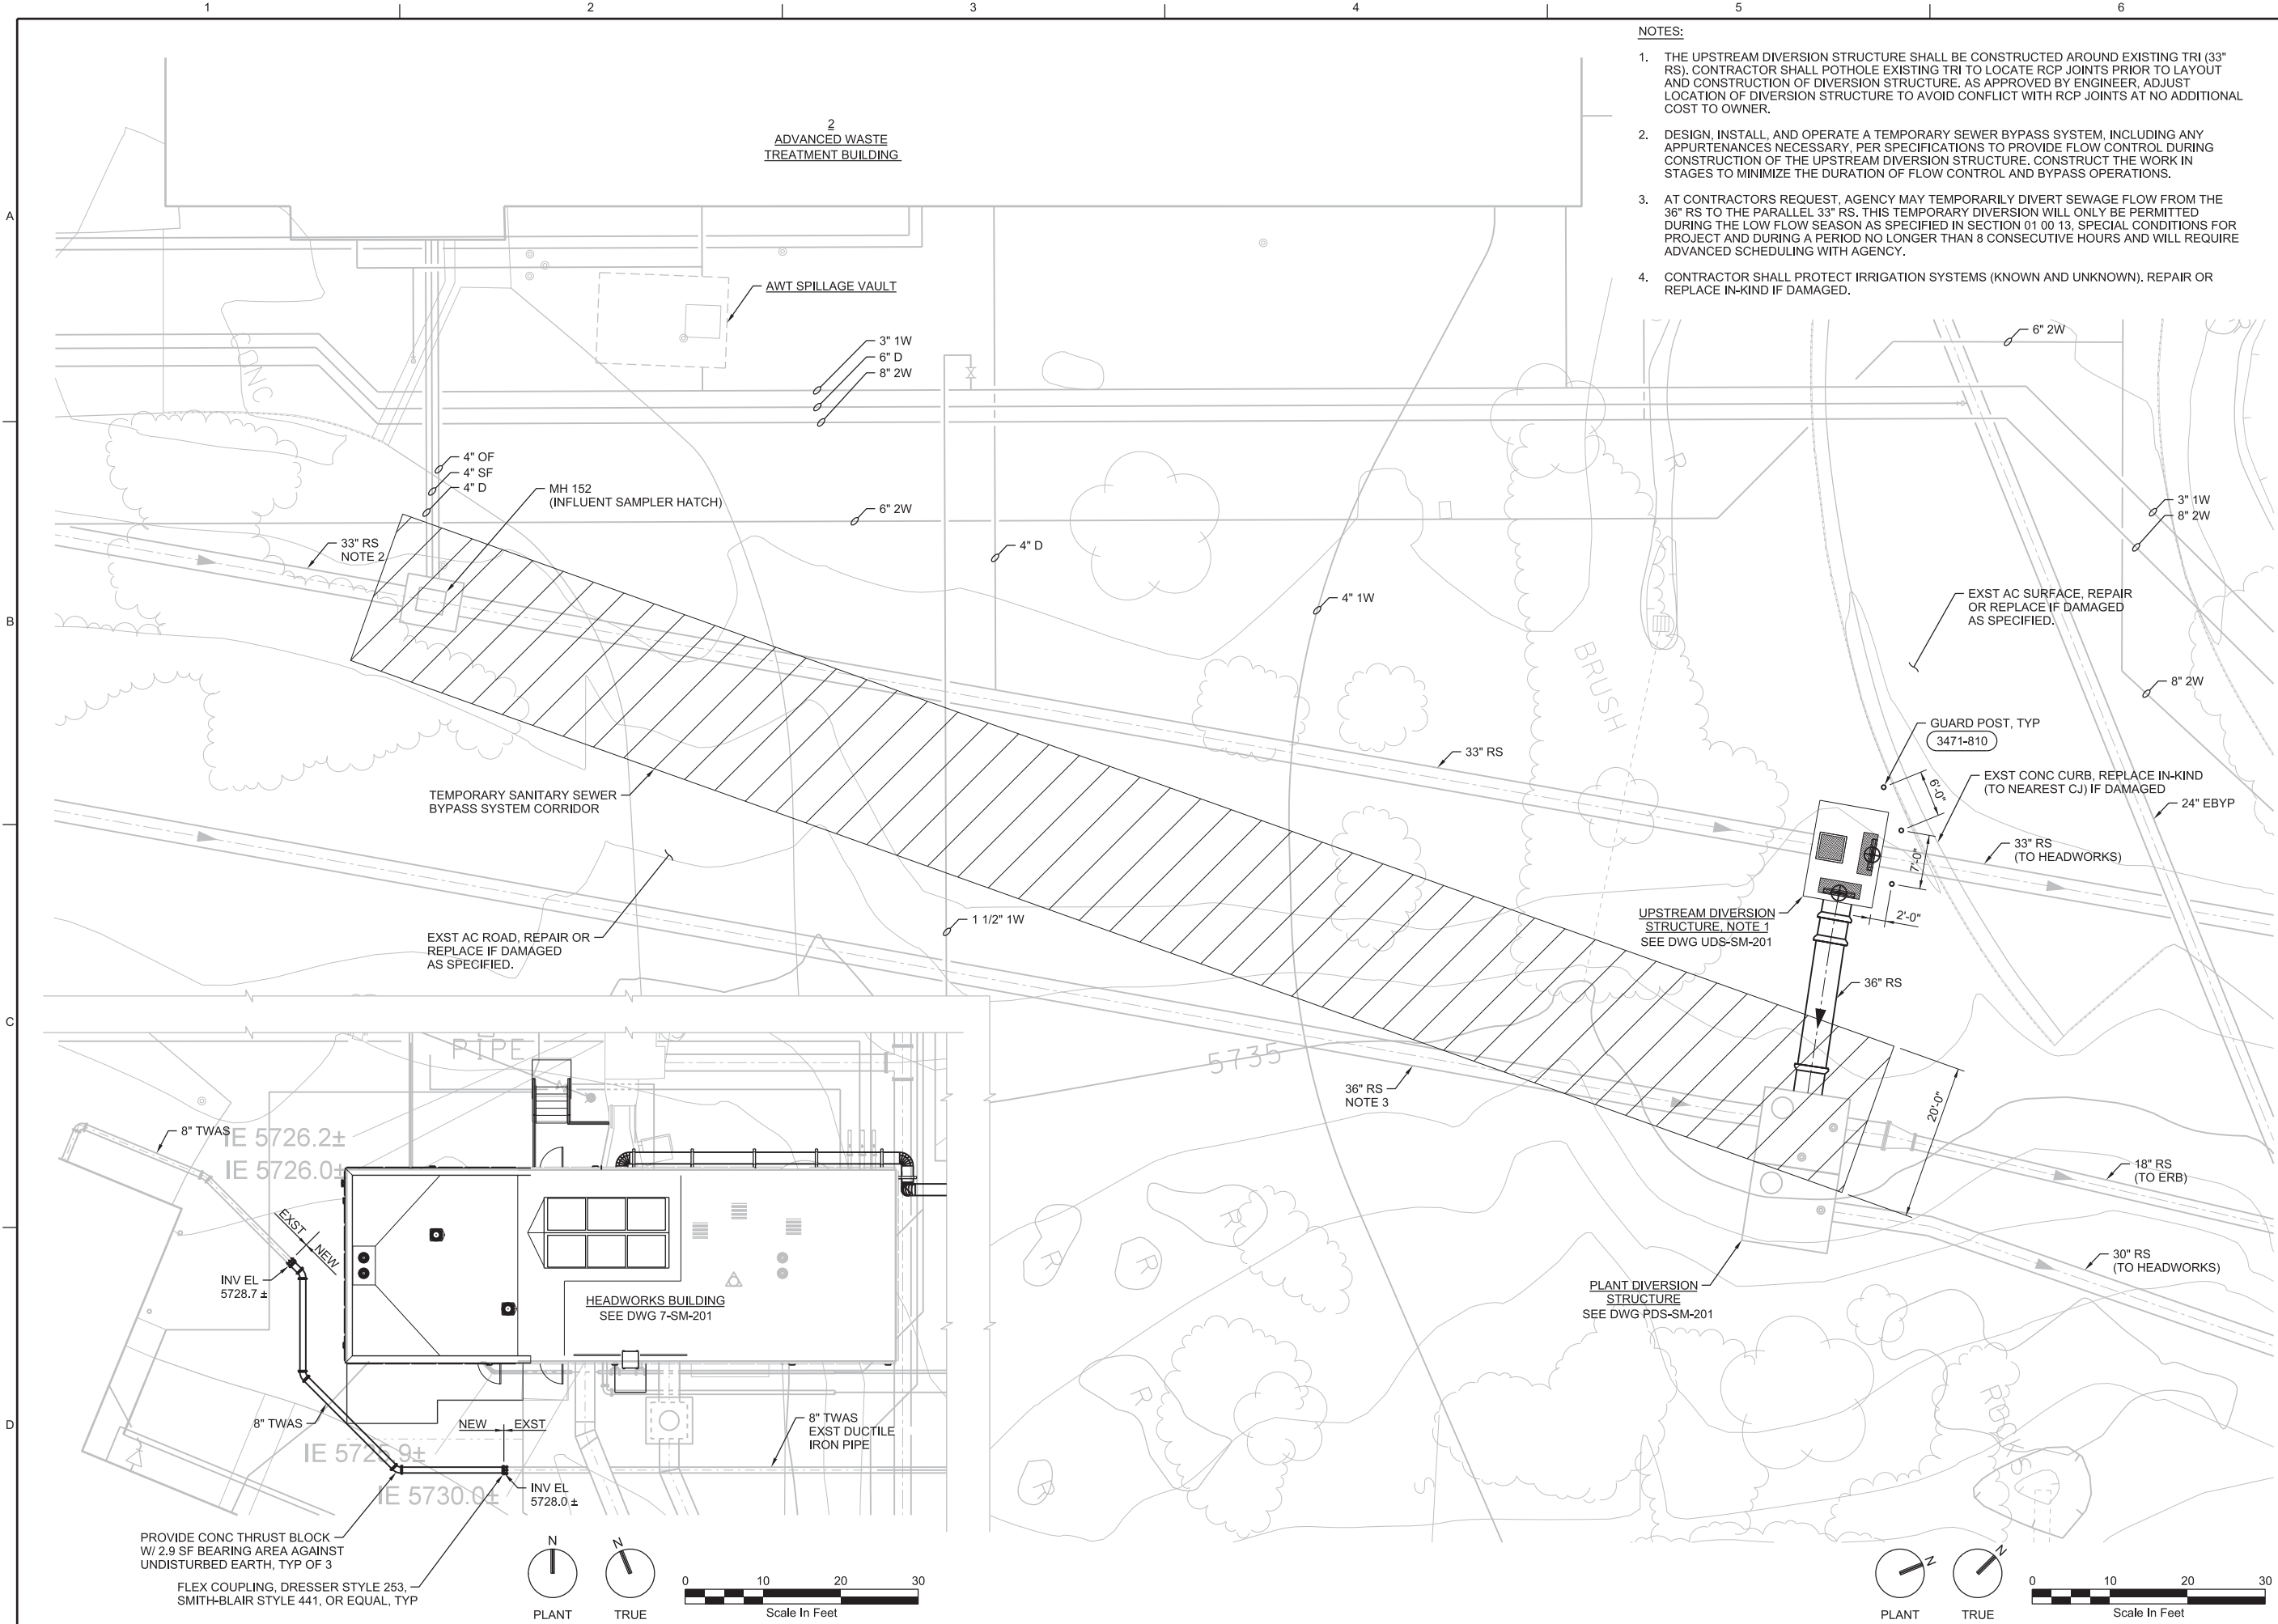 1
2
3
4
5
6
A
B
C
D
NOTES:
1. THE UPSTREAM DIVERSION STRUCTURE SHALL BE CONSTRUCTED AROUND EXISTING TRI (33"
RS). CONTRACTOR SHALL POTHOLE EXISTING TRI TO LOCATE RCP JOINTS PRIOR TO LAYOUT
AND CONSTRUCTION OF DIVERSION STRUCTURE. AS APPROVED BY ENGINEER, ADJUST
LOCATION OF DIVERSION STRUCTURE TO AVOID CONFLICT WITH RCP JOINTS AT NO ADDITIONAL
COST TO OWNER.
2. DESIGN, INSTALL, AND OPERATE A TEMPORARY SEWER BYPASS SYSTEM, INCLUDING ANY
APPURTENANCES NECESSARY, PER SPECIFICATIONS TO PROVIDE FLOW CONTROL DURING
CONSTRUCTION OF THE UPSTREAM DIVERSION STRUCTURE. CONSTRUCT THE WORK IN
STAGES TO MINIMIZE THE DURATION OF FLOW CONTROL AND BYPASS OPERATIONS.
3. AT CONTRACTORS REQUEST, AGENCY MAY TEMPORARILY DIVERT SEWAGE FLOW FROM THE
36" RS TO THE PARALLEL 33" RS. THIS TEMPORARY DIVERSION WILL ONLY BE PERMITTED
DURING THE LOW FLOW SEASON AS SPECIFIED IN SECTION 01 00 13, SPECIAL CONDITIONS FOR
PROJECT AND DURING A PERIOD NO LONGER THAN 8 CONSECUTIVE HOURS AND WILL REQUIRE
ADVANCED SCHEDULING WITH AGENCY.
4. CONTRACTOR SHALL PROTECT IRRIGATION SYSTEMS (KNOWN AND UNKNOWN). REPAIR OR
REPLACE IN-KIND IF DAMAGED.
2
ADVANCED WASTE
TREATMENT BUILDING
AWT SPILLAGE VAULT
CONC
3" 1W
6" D
8" 2W
6" 2W
4" OF
4" SF
4" D
MH 152
(INFLUENT SAMPLER HATCH)
6" 2W
3" 1W
8" 2W
33" RS
NOTE 2
4" D
4" 1W
EXST AC SURFACE, REPAIR
OR REPLACE IF DAMAGED
AS SPECIFIED.
R
BRUSH
8" 2W
GUARD POST, TYP
3471-810
33" RS
6'-0"
EXST CONC CURB, REPLACE IN-KIND
(TO NEAREST CJ) IF DAMAGED
24" EBYP
TEMPORARY SANITARY SEWER
BYPASS SYSTEM CORRIDOR
33" RS
(TO HEADWORKS)
7'-0"
1 1/2" 1W
UPSTREAM DIVERSION
STRUCTURE, NOTE 1
SEE DWG UDS-SM-201
2'-0"
EXST AC ROAD, REPAIR OR
REPLACE IF DAMAGED
AS SPECIFIED.
36" RS
PIPE
5735
36" RS
NOTE 3
20'-0"
8" TWAS
IE 5726.2±
IE 5726.0±
18" RS
(TO ERB)
R
R
R
EXST
NEW
30" RS
(TO HEADWORKS)
INV EL
5728.7 ±
HEADWORKS BUILDING
SEE DWG 7-SM-201
PLANT DIVERSION
STRUCTURE
SEE DWG PDS-SM-201
R
8" TWAS
NEW
EXST
8" TWAS
EXST DUCTILE
IRON PIPE
IE 5725.9±
IE 5730.0±
INV EL
5728.0 ±
R
PROVIDE CONC THRUST BLOCK
W/ 2.9 SF BEARING AREA AGAINST
UNDISTURBED EARTH, TYP OF 3
FLEX COUPLING, DRESSER STYLE 253,
SMITH-BLAIR STYLE 441, OR EQUAL, TYP
N
N
PLANT
TRUE
0
10
20
30
Scale In Feet
N
N
PLANT
TRUE
0
10
20
30
Scale In Feet